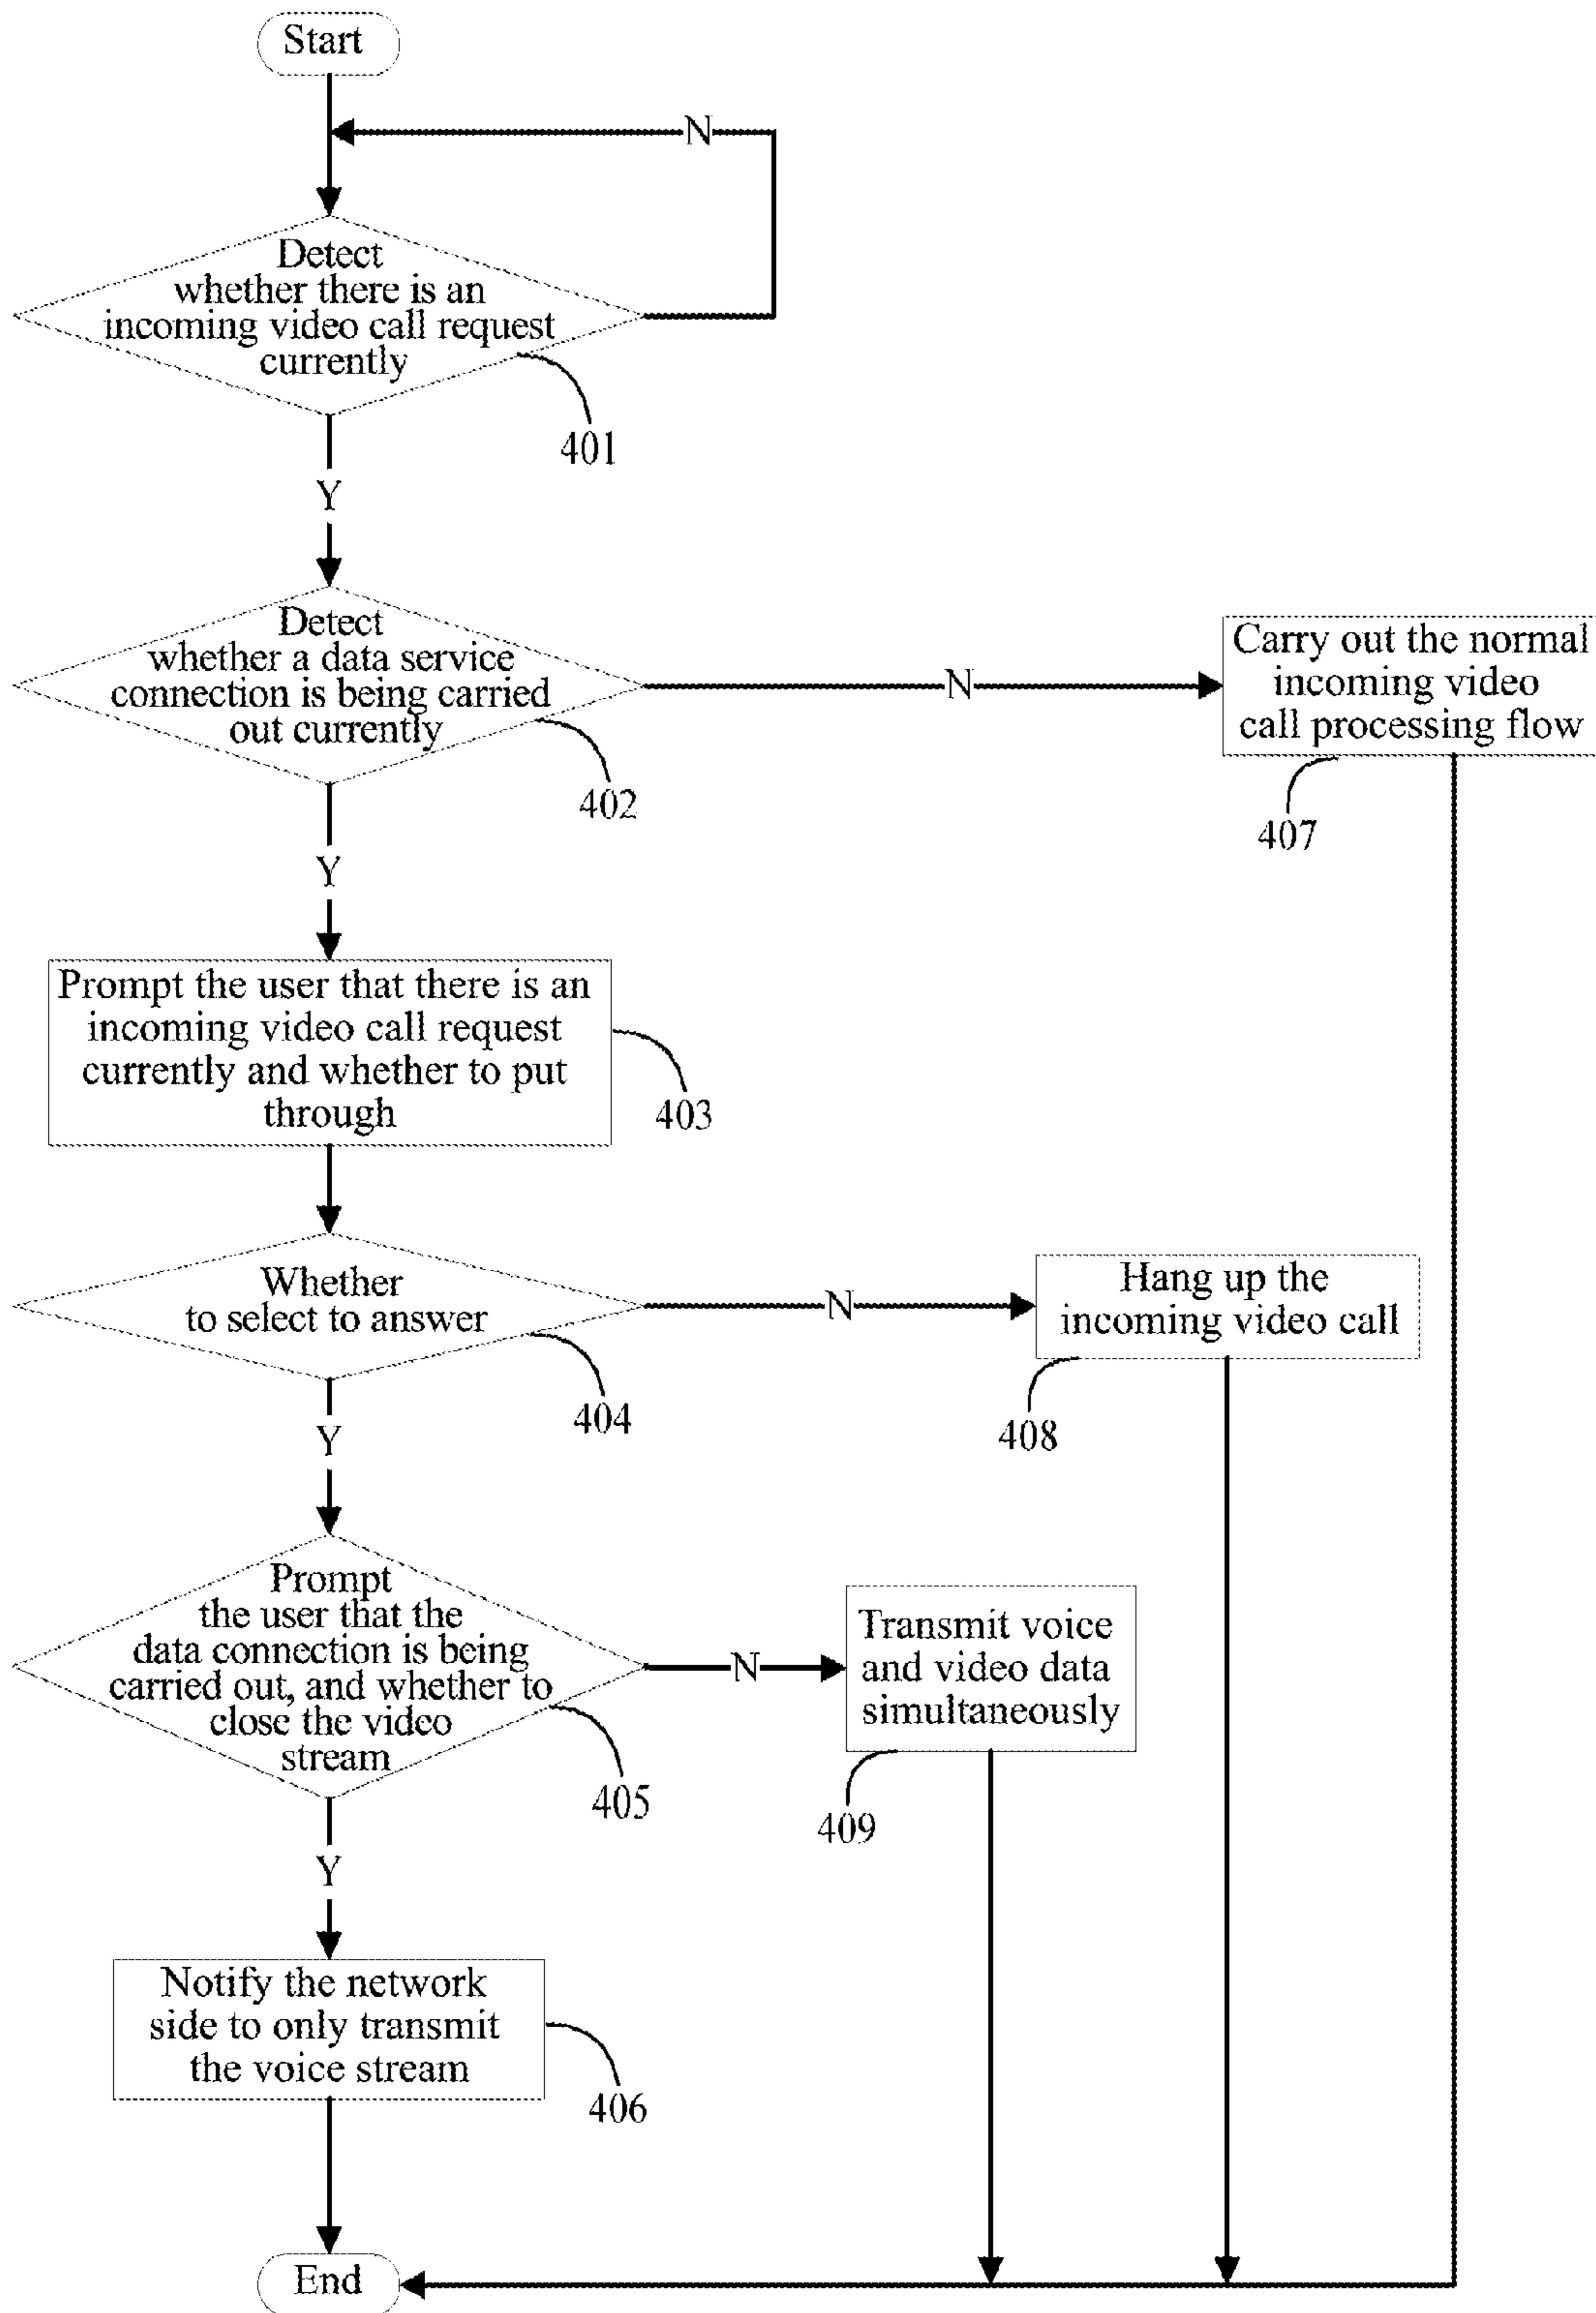 Start
N
Detect
whether there is an
incoming video call request
currently
401
Y
Detect
whether a data service
connection is being carried
out currently
402
N
Carry out the normal
incoming video
call processing flow
407
Y
Prompt the user that there is an
incoming video call request
currently and whether to put
through
403
Whether
to select to answer
404
N
Hang up the
incoming video call
408
Y
Prompt
the user that the
data connection is being
carried out, and whether to
close the video
stream
405
N
Transmit voice
and video data
simultaneously
409
Y
Notify the network
side to only transmit
the voice stream
406
End